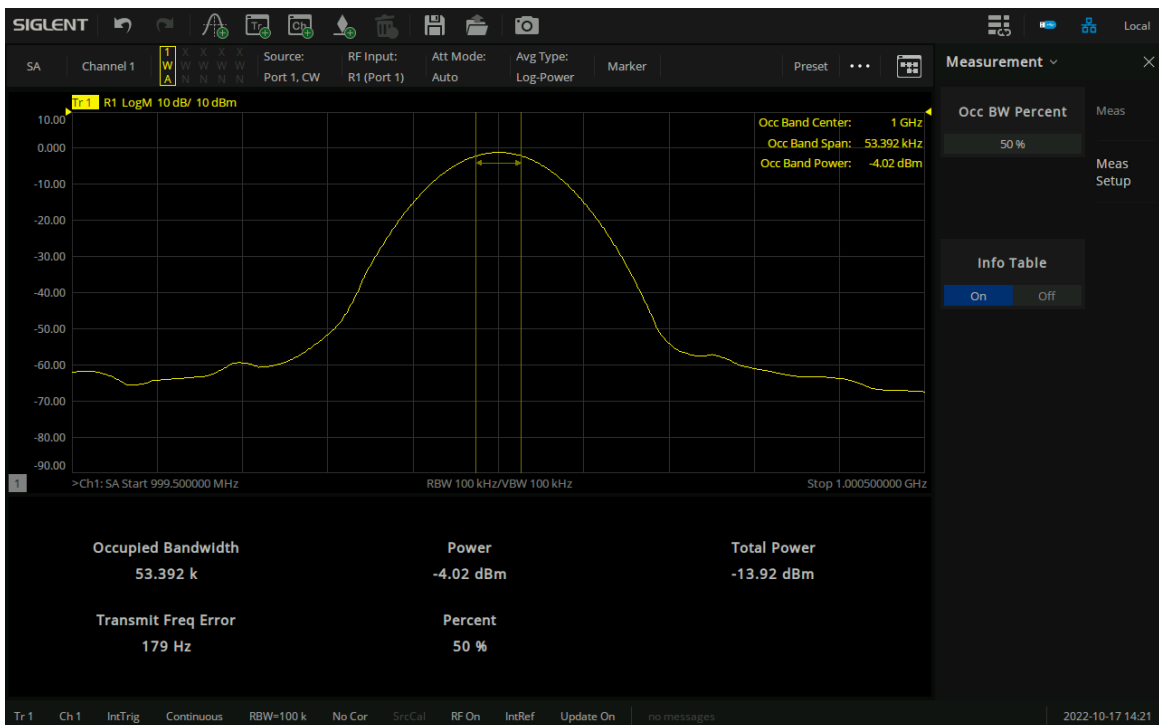 SIGLENT Tr Ch Local
SA Channel 1 1 X X X X Source: RF Input: Att Mode: Avg Type: Marker Preset ••• Measurement
W W W W W Port 1, CW R1 (Port 1) Auto Log-Power
A N N N N
Tr 1 R1 LogM 10 dB/ 10 dBm
Occ BW Percent Meas
50 %
Meas
Setup
10.00
0.000
-10.00
-20.00
-30.00
-40.00
-50.00
-60.00
-70.00
-80.00
-90.00
Occ Band Center: 1 GHz
Occ Band Span: 53.392 kHz
Occ Band Power: -4.02 dBm
Info Table
On Off
1 >Ch1: SA Start 999.500000 MHz RBW 100 kHz/VBW 100 kHz Stop 1.000500000 GHz
Occupied Bandwidth Power Total Power
53.392 k -4.02 dBm -13.92 dBm
Transmit Freq Error Percent
179 Hz 50 %
Tr 1 Ch 1 IntTrig Continuous RBW=100 k No Cor SrcCal RF On IntRef Update On no messages 2022-10-17 14:21